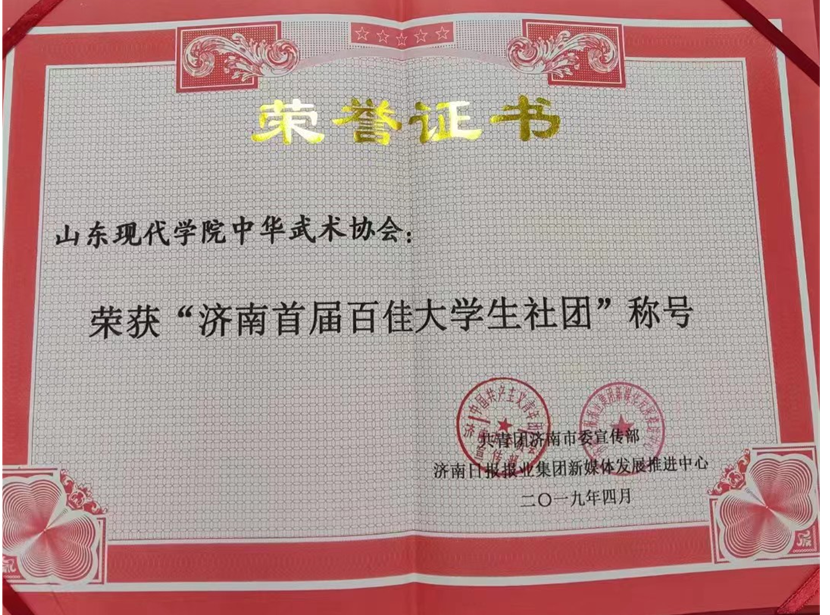 荣誉证书
山东现代学院中华武术协会：
荣获“济南首届百佳大学生社团”称号
共青团济南市委宣传部
济南日报报业集团新媒体发展推进中心
二〇一九年四月